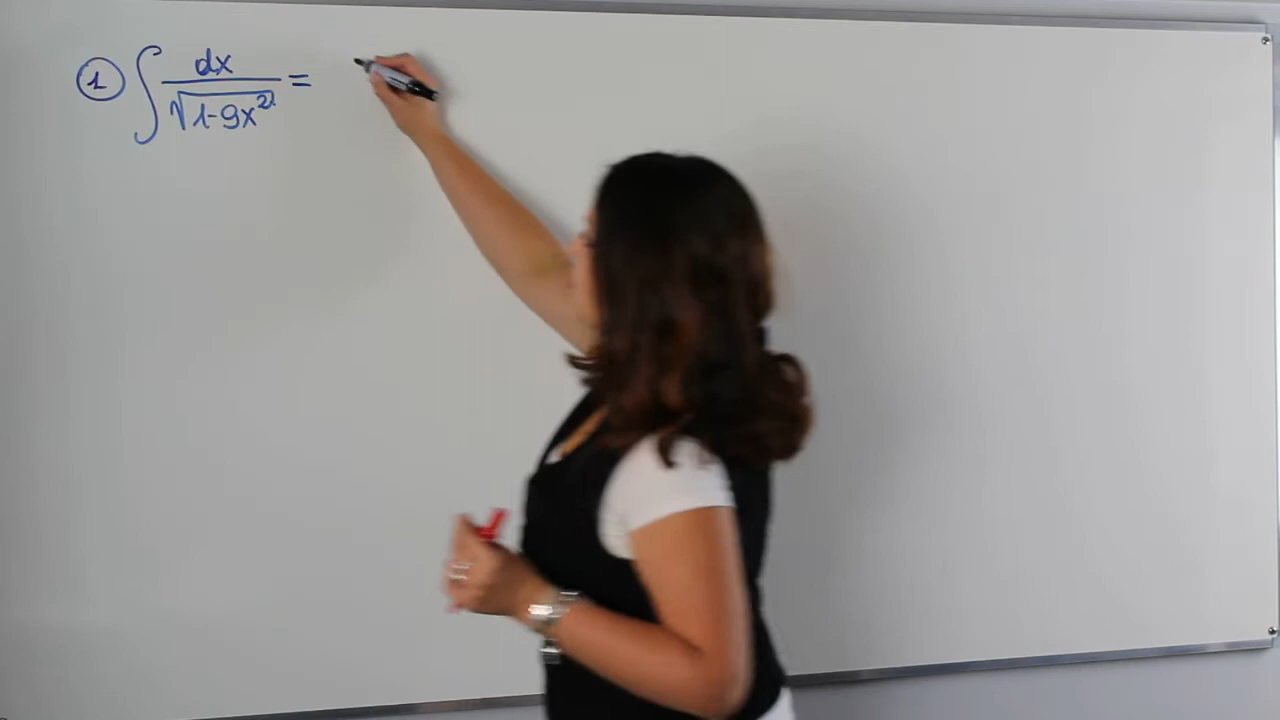 ① ∫ dx / √(1-9x²) =